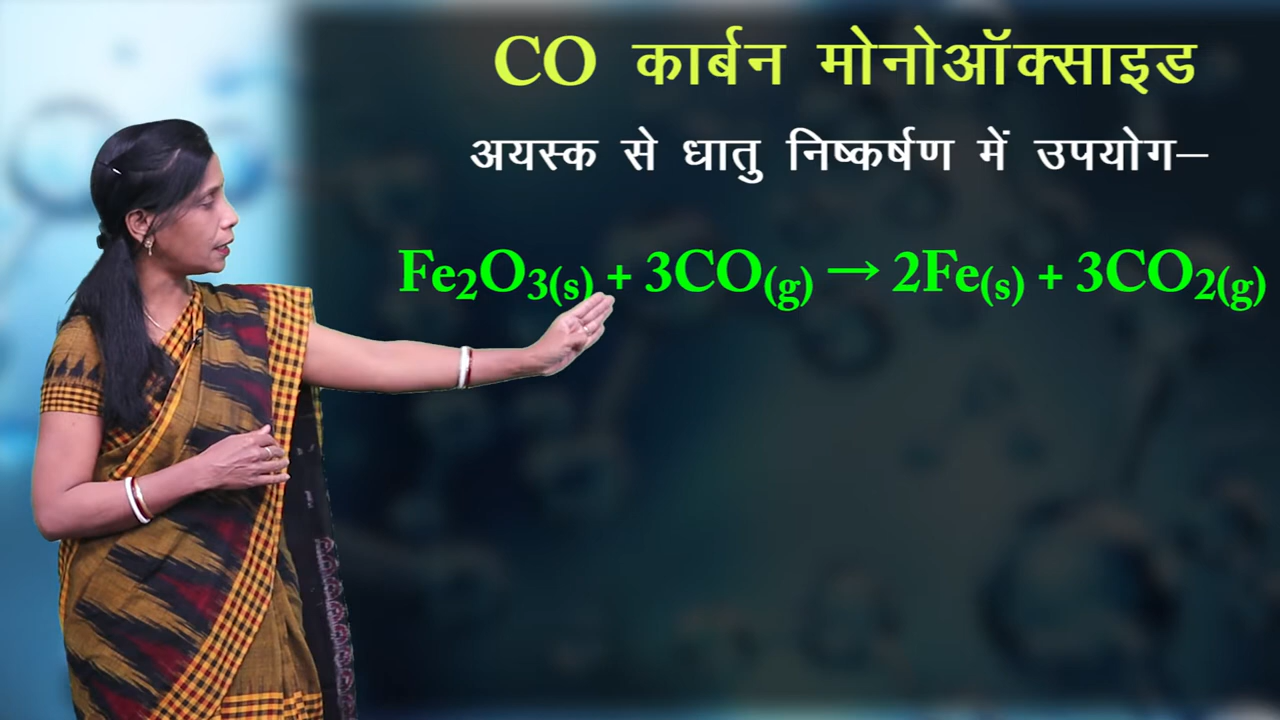 CO कार्बन मोनोऑक्साइड
अयस्क से धातु निष्कर्षण में उपयोग–
Fe₂O₃(s) + 3CO(g) → 2Fe(s) + 3CO₂(g)